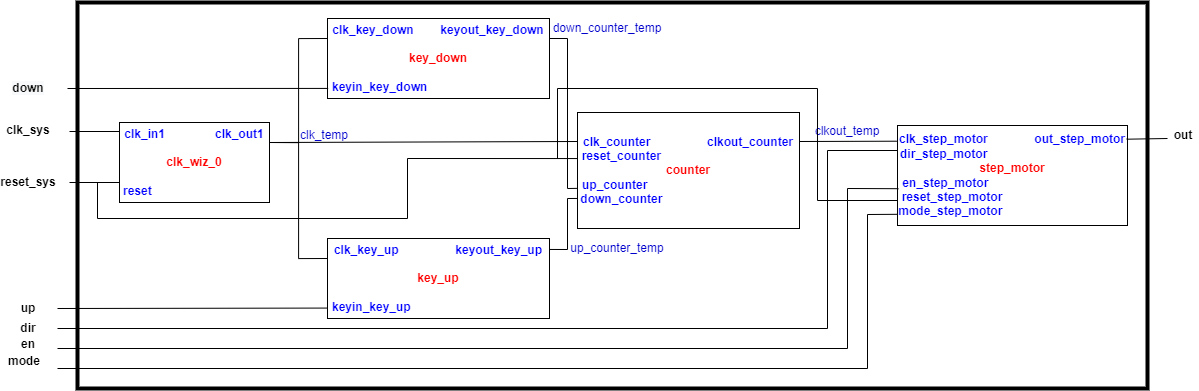 clk_key_down keyout_key_down down_counter_temp
key_down
down keyin_key_down
clk_sys clk_in1 clk_out1 clk_temp
clk_wiz_0
reset_sys reset
clk_counter clkout_counter clkout_temp
reset_counter
counter
up_counter
down_counter
clk_step_motor out_step_motor out
dir_step_motor
step_motor
en_step_motor
reset_step_motor
mode_step_motor
clk_key_up keyout_key_up up_counter_temp
key_up
up keyin_key_up
dir
en
mode